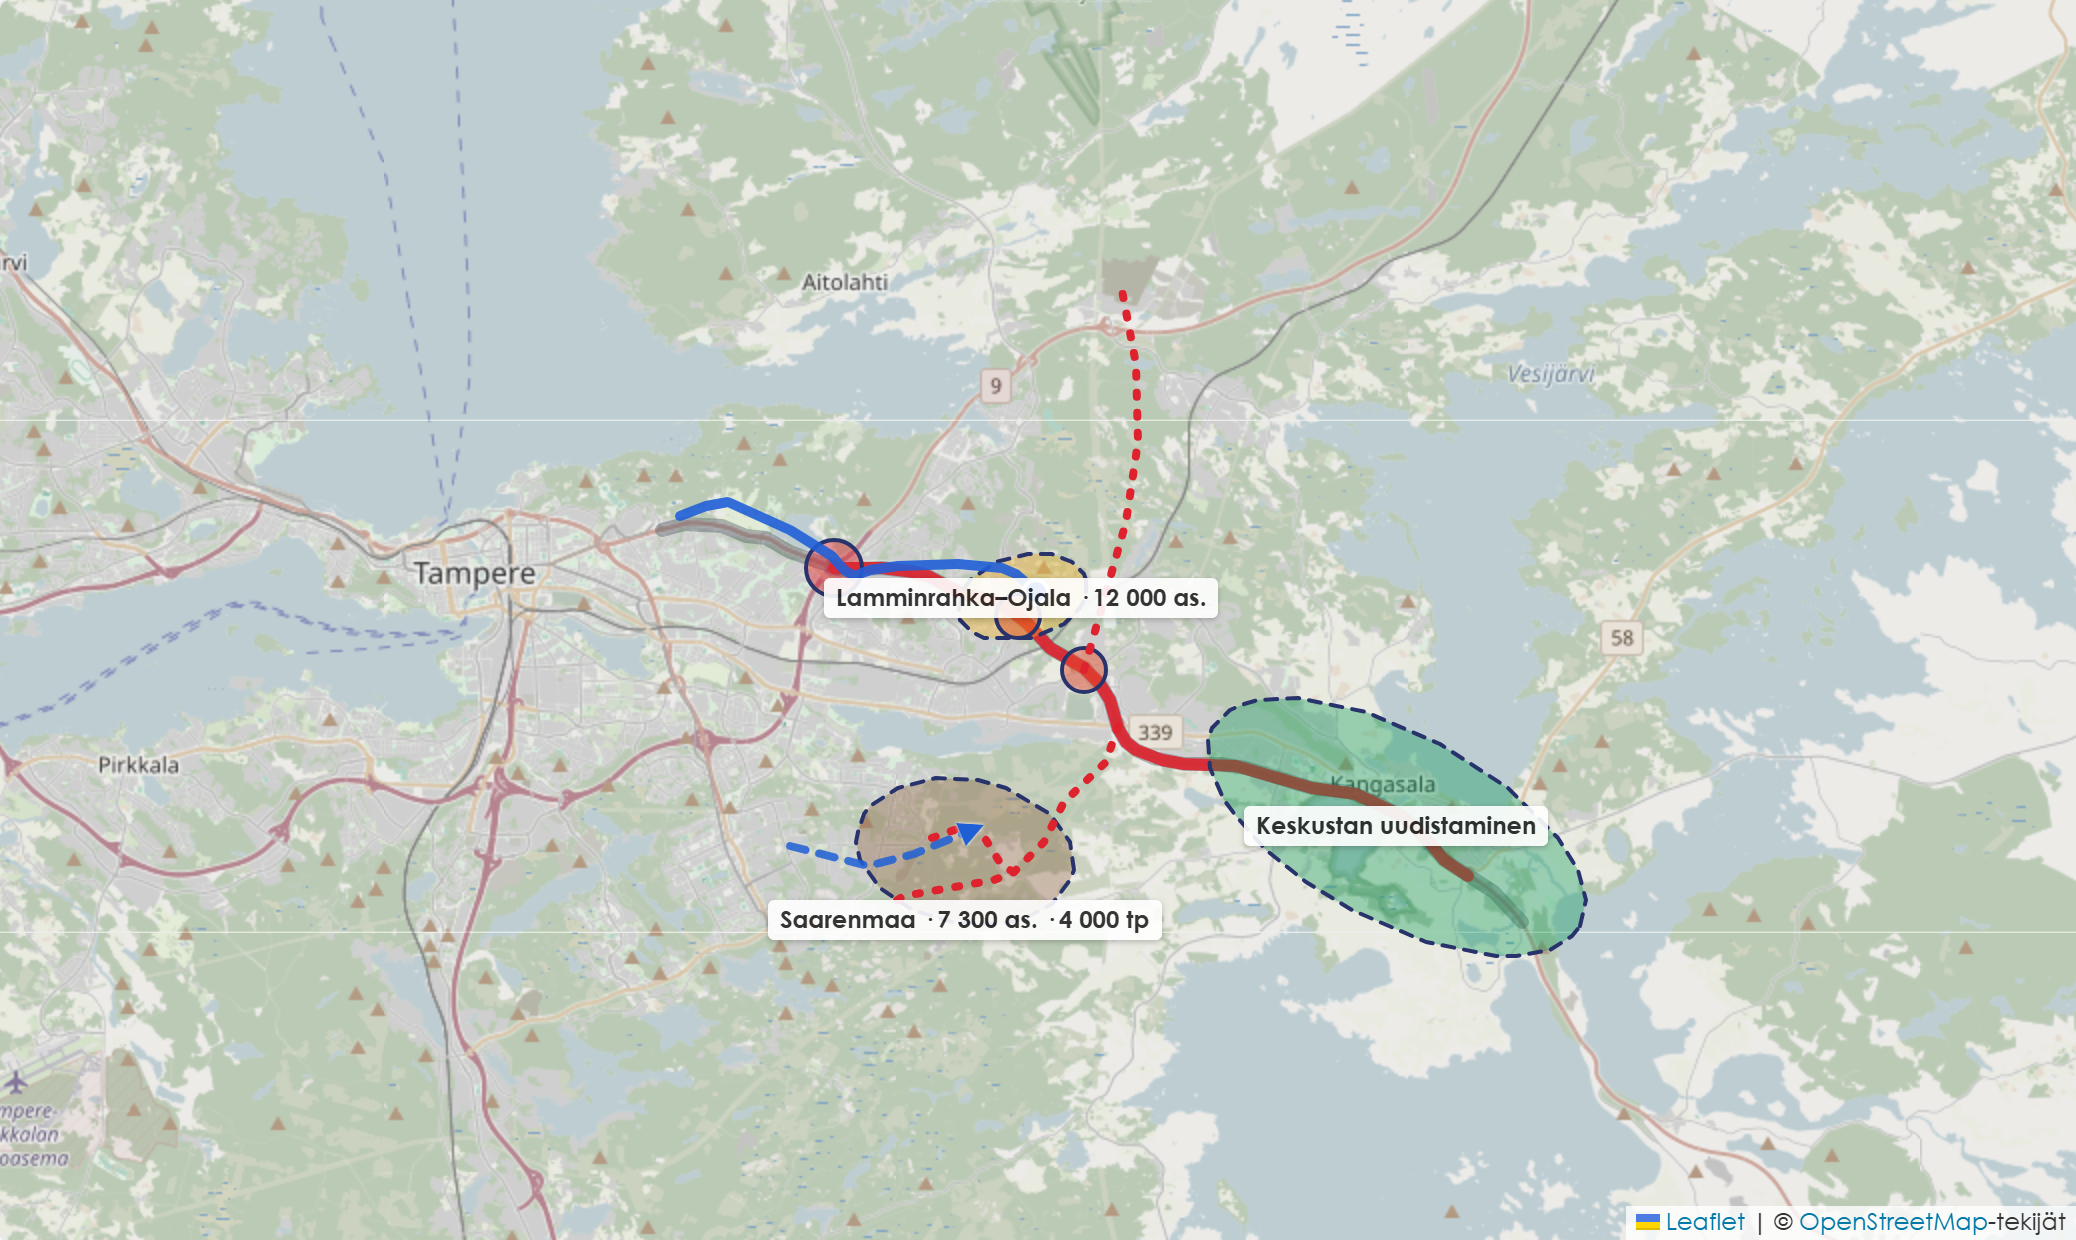 rvi
Aitolahti
Vesijärvi
9
Tampere
Lamminrahka–Ojala · 12 000 as.
58
339
Pirkkala
Kangasala
Keskustan uudistaminen
Saarenmaa · 7 300 as. · 4 000 tp
mpere-
kkalan
oasema
Leaflet | © OpenStreetMap-tekijät